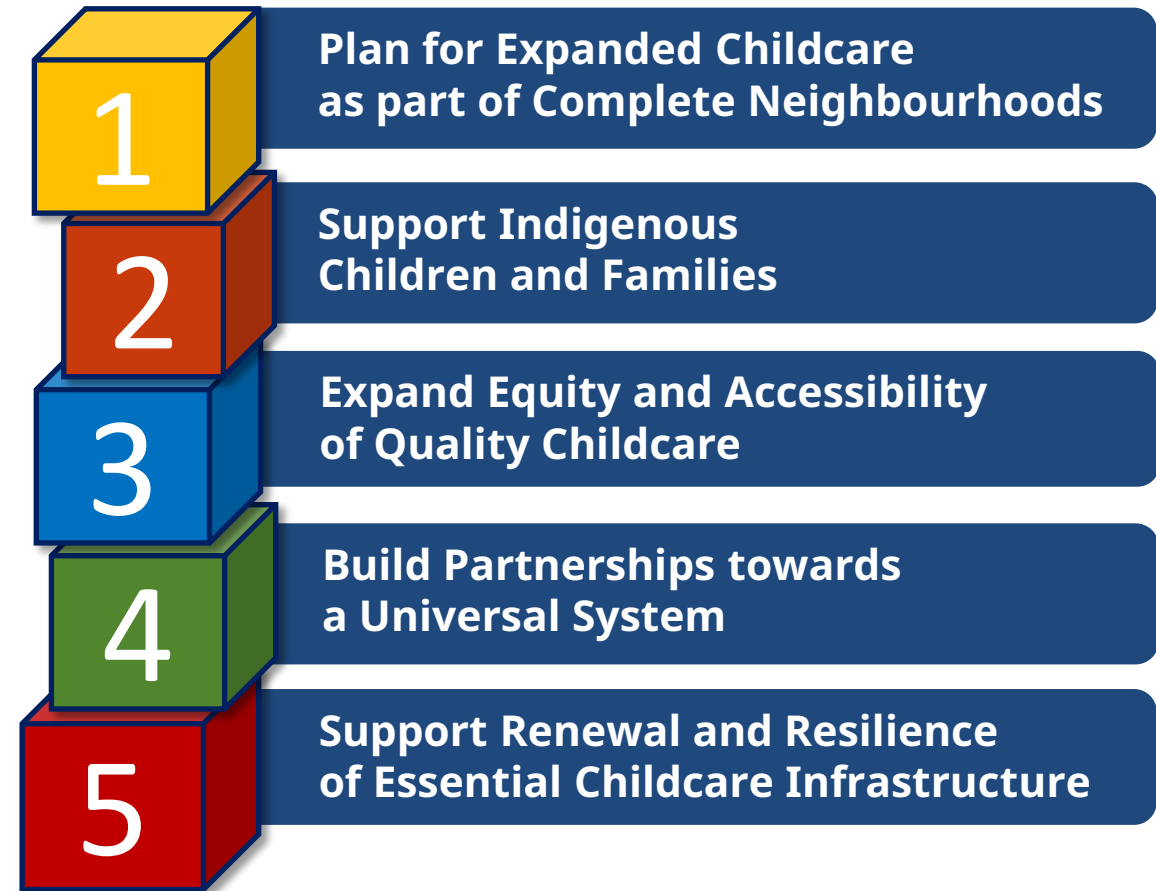 1
Plan for Expanded Childcare
as part of Complete Neighbourhoods
2
Support Indigenous
Children and Families
3
Expand Equity and Accessibility
of Quality Childcare
4
Build Partnerships towards
a Universal System
5
Support Renewal and Resilience
of Essential Childcare Infrastructure